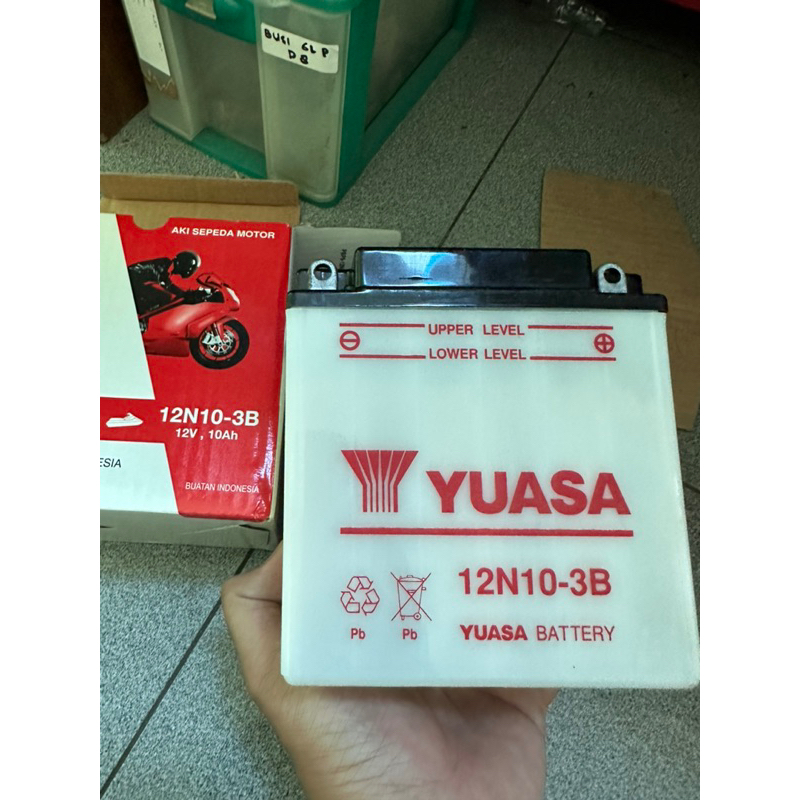 BUSI CLP
D8
AKI SEPEDA MOTOR
12N10-3B
12V , 10Ah
ESIA
BUATAN INDONESIA
UPPER LEVEL
LOWER LEVEL
YUASA
12N10-3B
Pb
Pb
YUASA BATTERY